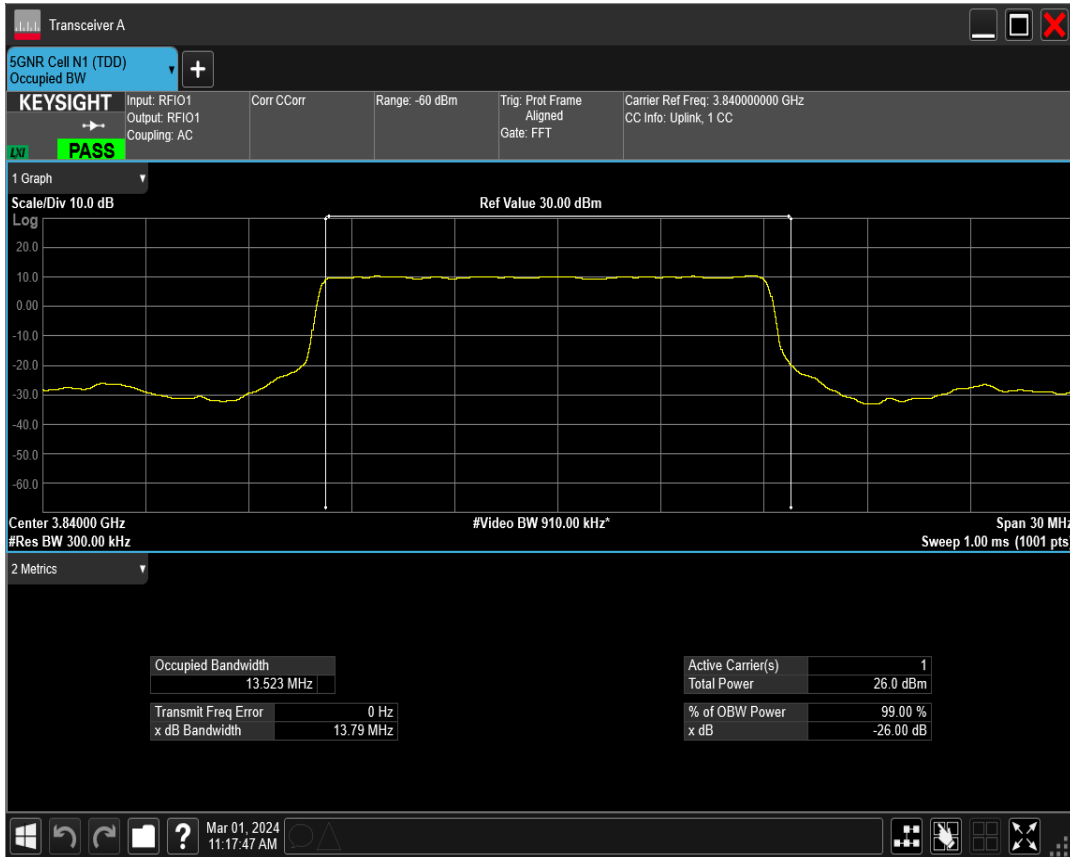 Transceiver A
5GNR Cell N1 (TDD)
Occupied BW
KEYSIGHT
LXI
PASS
Input: RFIO1
Output: RFIO1
Coupling: AC
Corr CCorr
Range: -60 dBm
Trig: Prot Frame
Aligned
Gate: FFT
Carrier Ref Freq: 3.840000000 GHz
CC Info: Uplink, 1 CC
1 Graph
Scale/Div 10.0 dB
Ref Value 30.00 dBm
Log
20.0
10.0
0.00
-10.0
-20.0
-30.0
-40.0
-50.0
-60.0
Center 3.84000 GHz
#Video BW 910.00 kHz*
Span 30 MHz
#Res BW 300.00 kHz
Sweep 1.00 ms (1001 pts)
2 Metrics
Occupied Bandwidth
13.523 MHz
Transmit Freq Error 0 Hz
x dB Bandwidth 13.79 MHz
Active Carrier(s) 1
Total Power 26.0 dBm
% of OBW Power 99.00 %
x dB -26.00 dB
?
Mar 01, 2024
11:17:47 AM